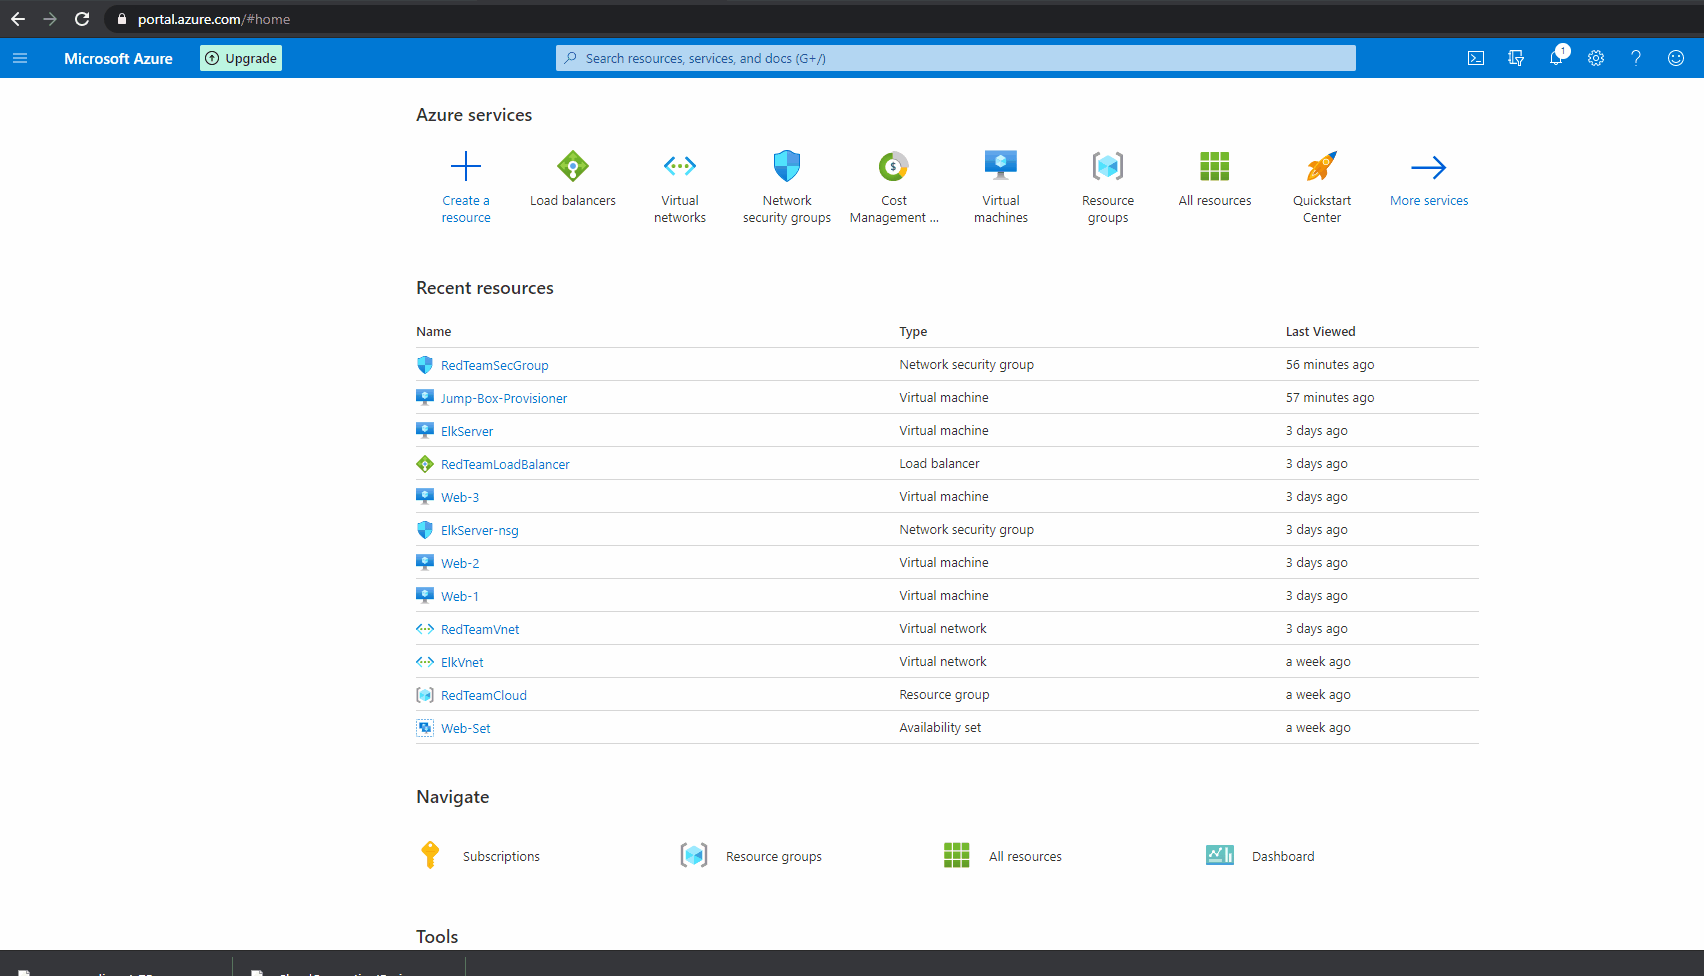 portal.azure.com/#home
Microsoft Azure
Upgrade
Search resources, services, and docs (G+/)
1
Azure services
Create a
resource
Load balancers
Virtual
networks
Network
security groups
Cost
Management ...
Virtual
machines
Resource
groups
All resources
Quickstart
Center
More services
Recent resources
Name Type Last Viewed
RedTeamSecGroup Network security group 56 minutes ago
Jump-Box-Provisioner Virtual machine 57 minutes ago
ElkServer Virtual machine 3 days ago
RedTeamLoadBalancer Load balancer 3 days ago
Web-3 Virtual machine 3 days ago
ElkServer-nsg Network security group 3 days ago
Web-2 Virtual machine 3 days ago
Web-1 Virtual machine 3 days ago
RedTeamVnet Virtual network 3 days ago
ElkVnet Virtual network a week ago
RedTeamCloud Resource group a week ago
Web-Set Availability set a week ago
Navigate
Subscriptions Resource groups All resources Dashboard
Tools